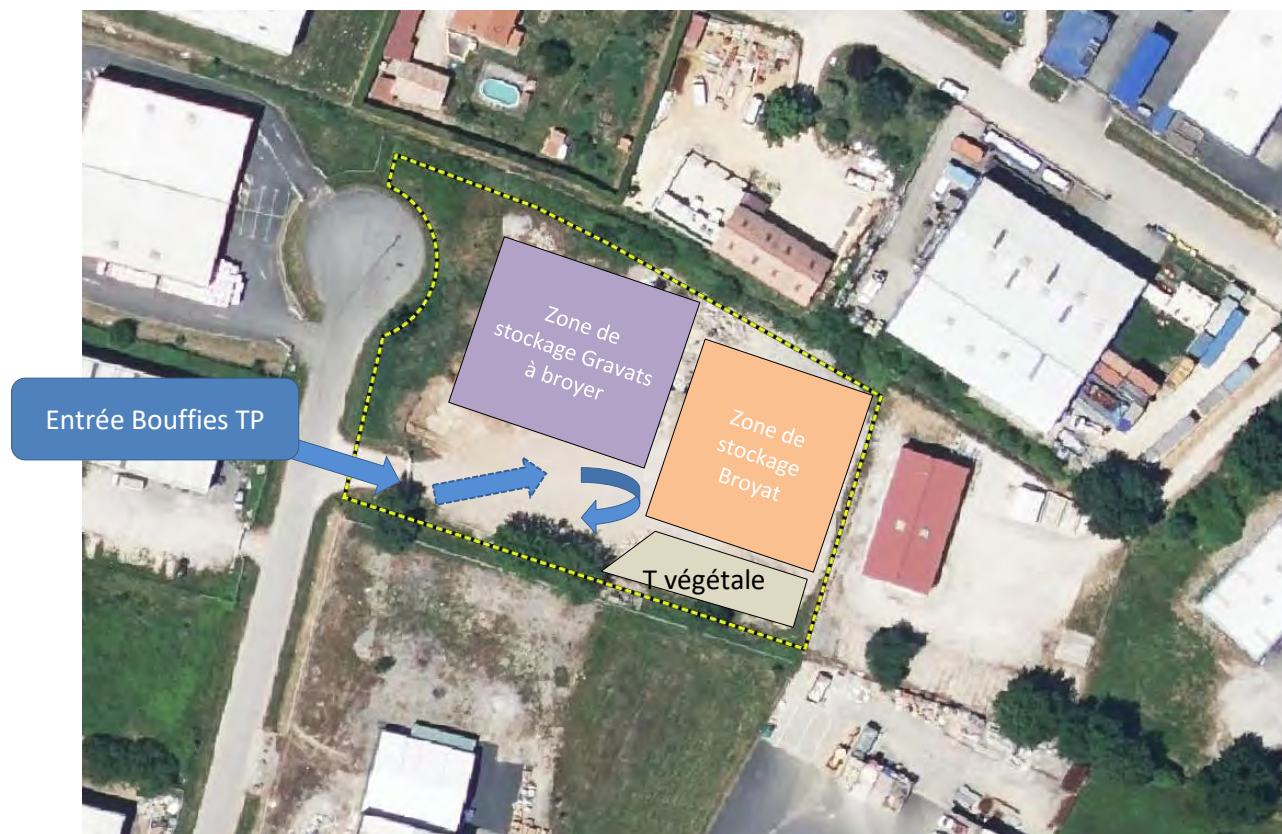 Zone de
stockage Gravats
à broyer
Entrée Bouffies TP
Zone de
stockage
Broyat
T végétale